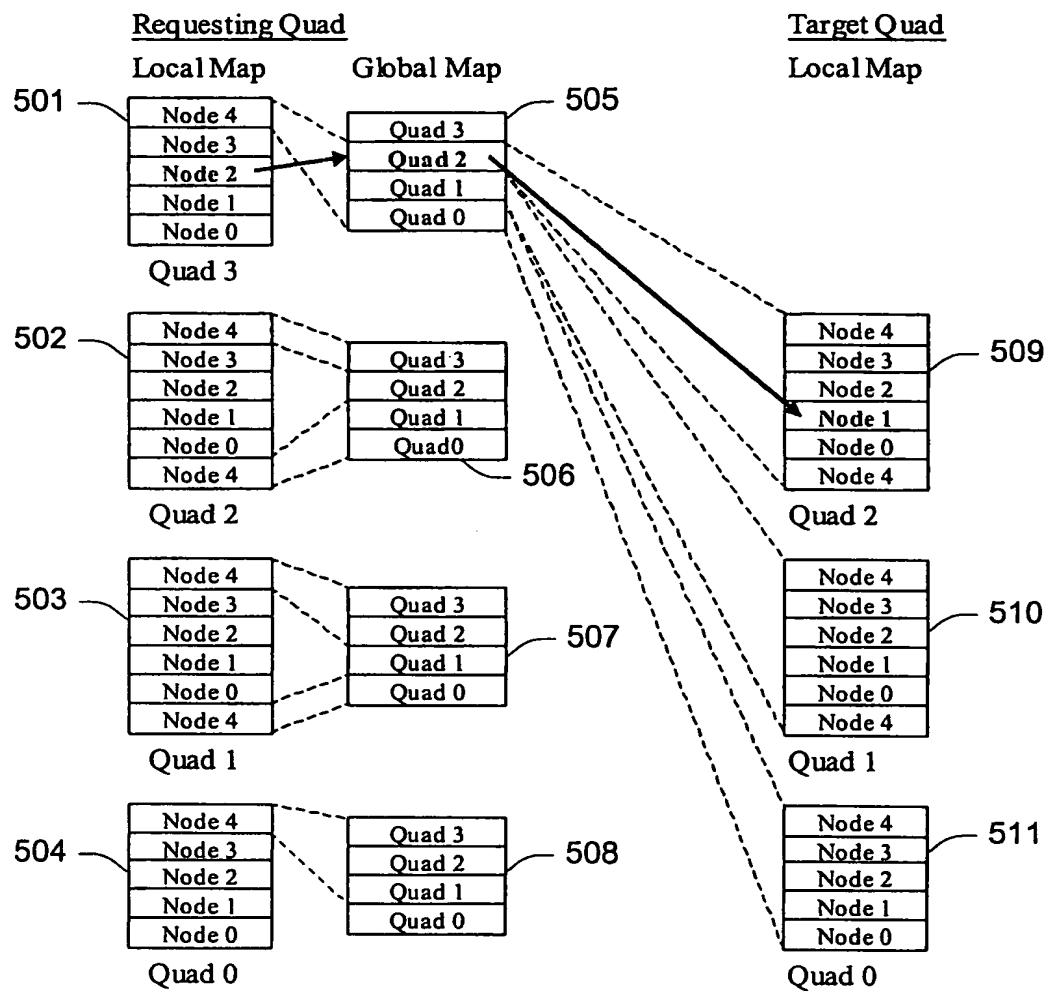 Requesting Quad
Target Quad
Local Map
Global Map
Local Map
501
Node 4
Node 3
Node 2
Node 1
Node 0
Quad 3
505
Quad 3
Quad 2
Quad 1
Quad 0
502
Node 4
Node 3
Node 2
Node 1
Node 0
Node 4
Quad 2
Quad 3
Quad 2
Quad 1
Quad0
506
509
Node 4
Node 3
Node 2
Node 1
Node 0
Node 4
Quad 2
503
Node 4
Node 3
Node 2
Node 1
Node 0
Node 4
Quad 1
Quad 3
Quad 2
Quad 1
Quad 0
507
Node 4
Node 3
Node 2
Node 1
Node 0
Node 4
510
Quad 1
504
Node 4
Node 3
Node 2
Node 1
Node 0
Quad 0
Quad 3
Quad 2
Quad 1
Quad 0
508
Node 4
Node 3
Node 2
Node 1
Node 0
511
Quad 0